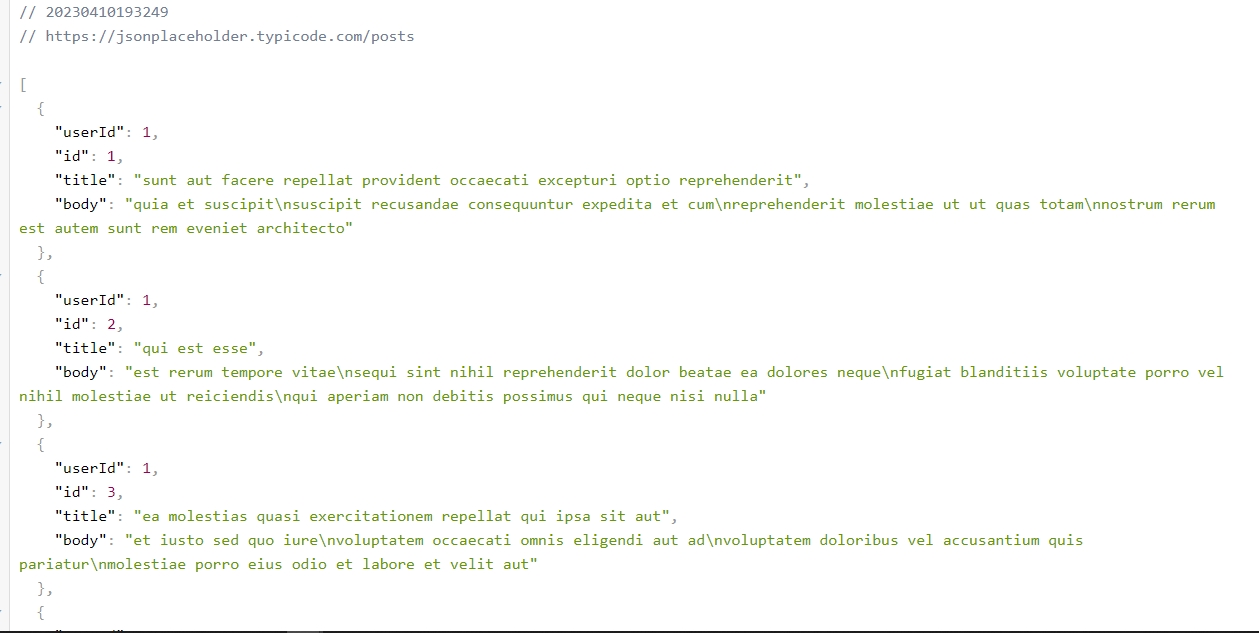 // 20230410193249
// https://jsonplaceholder.typicode.com/posts
[
{
"userId": 1,
"id": 1,
"title": "sunt aut facere repellat provident occaecati excepturi optio reprehenderit",
"body": "quia et suscipit\nsuscipit recusandae consequuntur expedita et cum\nreprehenderit molestiae ut ut quas totam\nnostrum rerum
est autem sunt rem eveniet architecto"
},
{
"userId": 1,
"id": 2,
"title": "qui est esse",
"body": "est rerum tempore vitae\nsequi sint nihil reprehenderit dolor beatae ea dolores neque\nfugiat blanditiis voluptate porro vel
nihil molestiae ut reiciendis\nqui aperiam non debitis possimus qui neque nisi nulla"
},
{
"userId": 1,
"id": 3,
"title": "ea molestias quasi exercitationem repellat qui ipsa sit aut",
"body": "et iusto sed quo iure\nvoluptatem occaecati omnis eligendi aut ad\nvoluptatem doloribus vel accusantium quis
pariatur\nmolestiae porro eius odio et labore et velit aut"
},
{